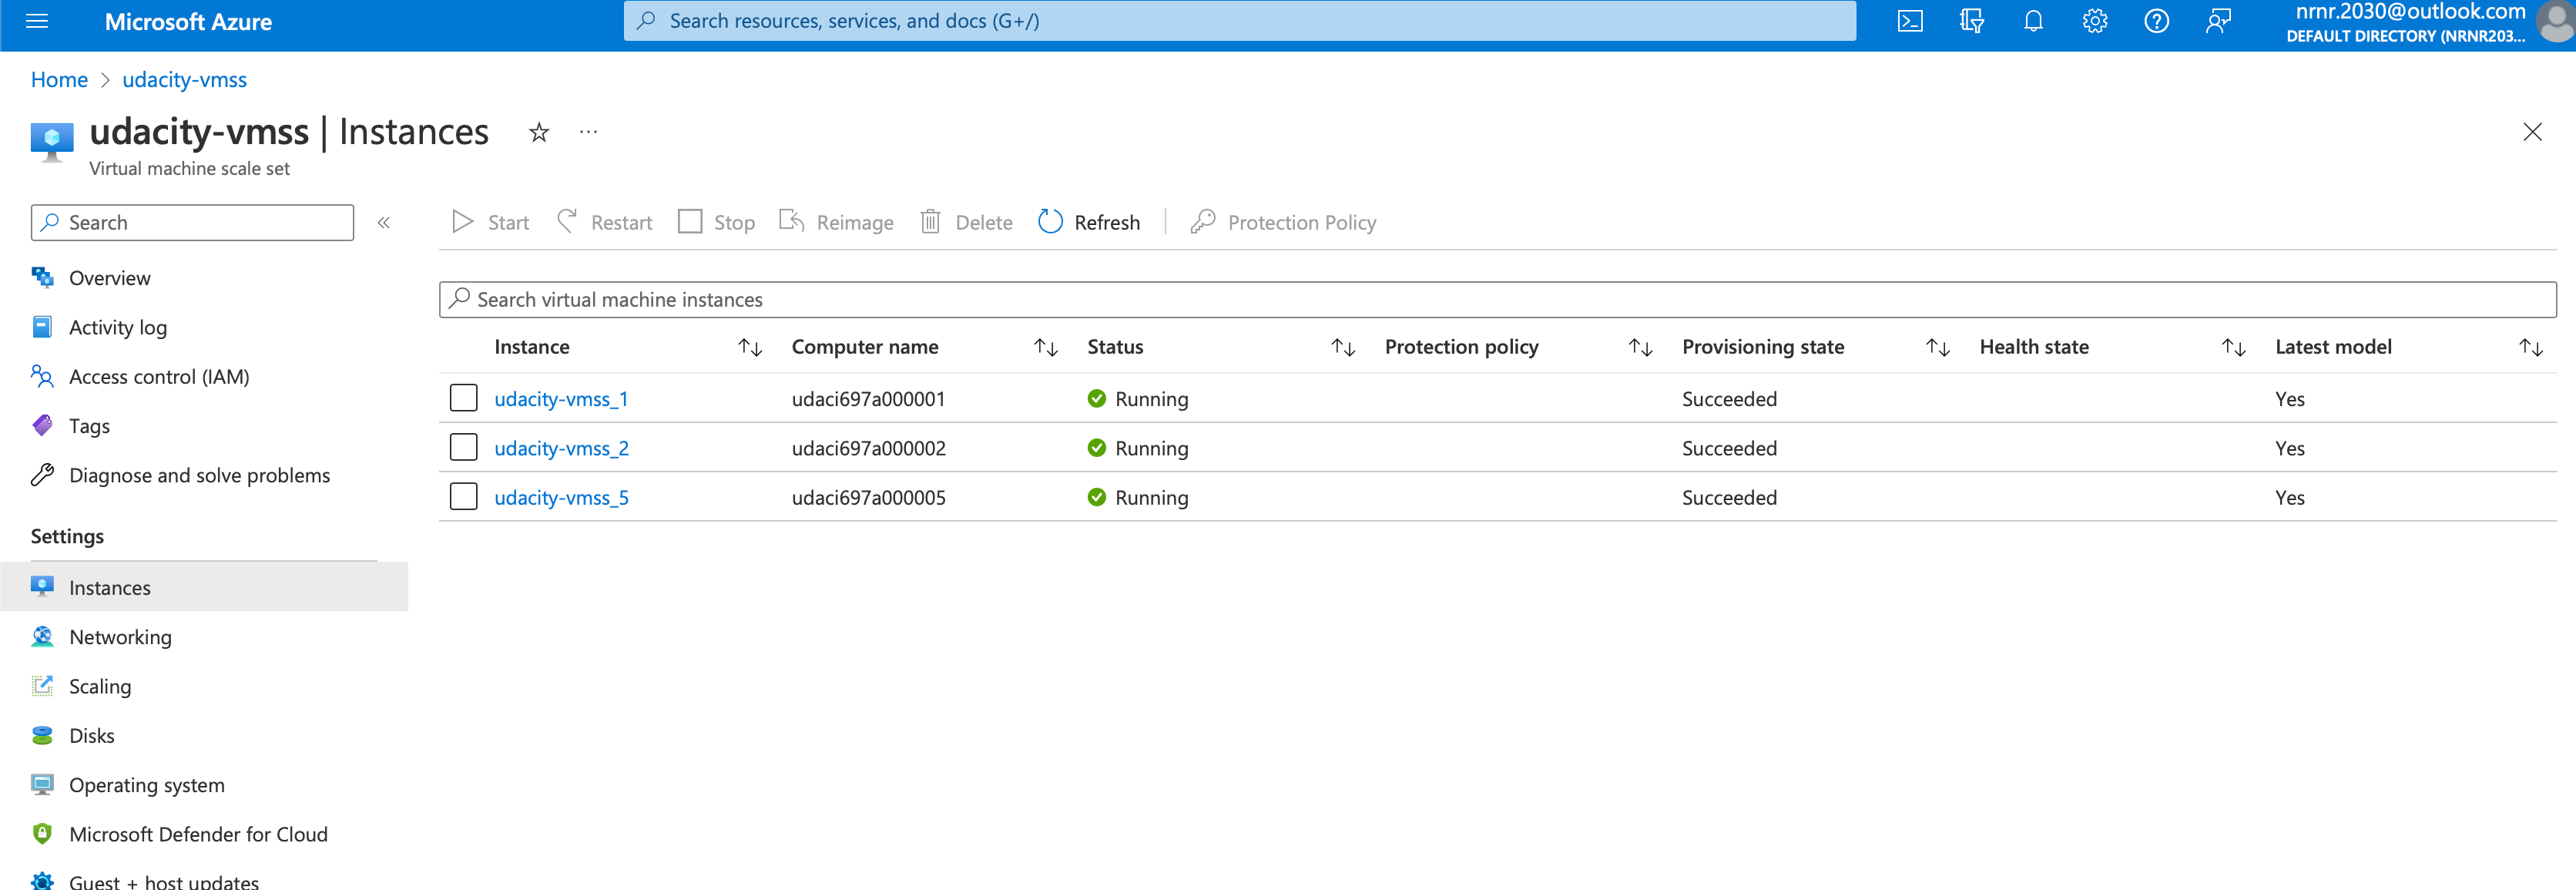 Microsoft Azure
Search resources, services, and docs (G+/)
nrnr.2030@outlook.com
DEFAULT DIRECTORY (NRNR203...
Home > udacity-vmss
udacity-vmss | Instances
Virtual machine scale set
Search
Start Restart Stop Reimage Delete Refresh Protection Policy
Overview
Activity log
Access control (IAM)
Tags
Diagnose and solve problems
Settings
Instances
Networking
Scaling
Disks
Operating system
Microsoft Defender for Cloud
Guest + host updates
Search virtual machine instances
Instance Computer name Status Protection policy Provisioning state Health state Latest model
udacity-vmss_1 udaci697a000001 Running Succeeded Yes
udacity-vmss_2 udaci697a000002 Running Succeeded Yes
udacity-vmss_5 udaci697a000005 Running Succeeded Yes